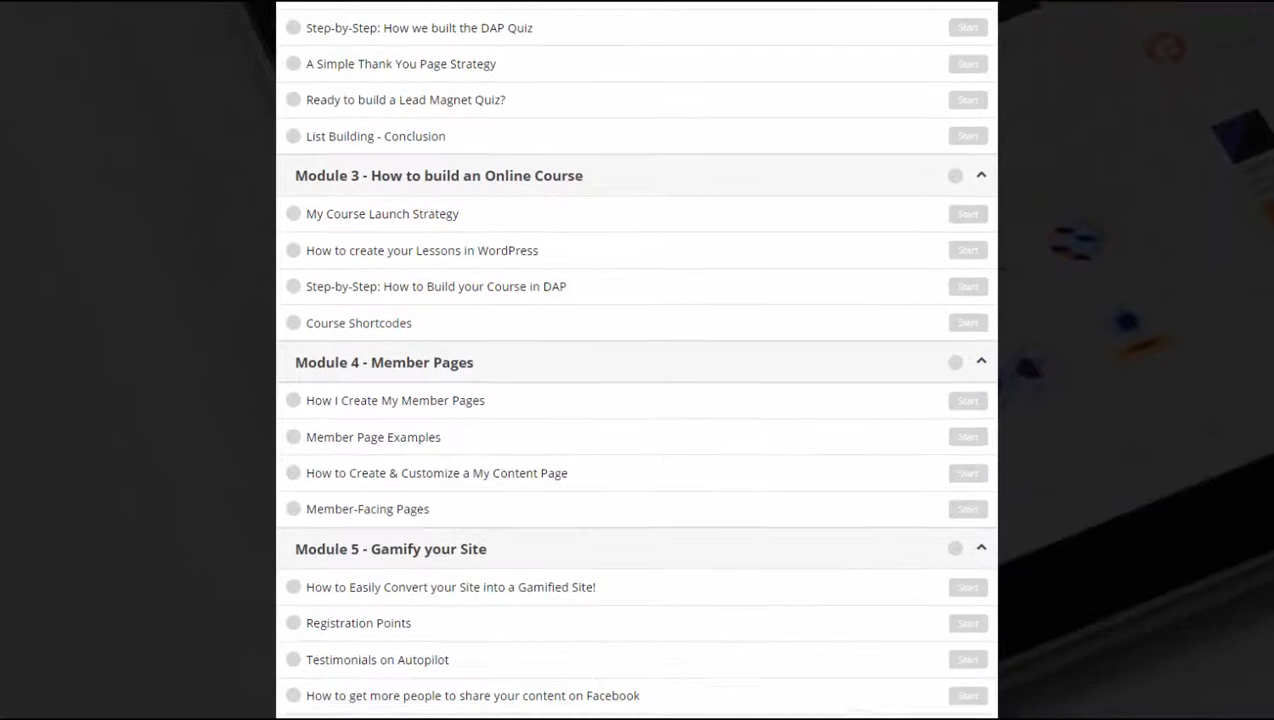 Step-by-Step: How we built the DAP Quiz Start
A Simple Thank You Page Strategy Start
Ready to build a Lead Magnet Quiz? Start
List Building - Conclusion Start
Module 3 - How to build an Online Course
My Course Launch Strategy Start
How to create your Lessons in WordPress Start
Step-by-Step: How to Build your Course in DAP Start
Course Shortcodes Start
Module 4 - Member Pages
How I Create My Member Pages Start
Member Page Examples Start
How to Create & Customize a My Content Page Start
Member-Facing Pages Start
Module 5 - Gamify your Site
How to Easily Convert your Site into a Gamified Site! Start
Registration Points Start
Testimonials on Autopilot Start
How to get more people to share your content on Facebook Start